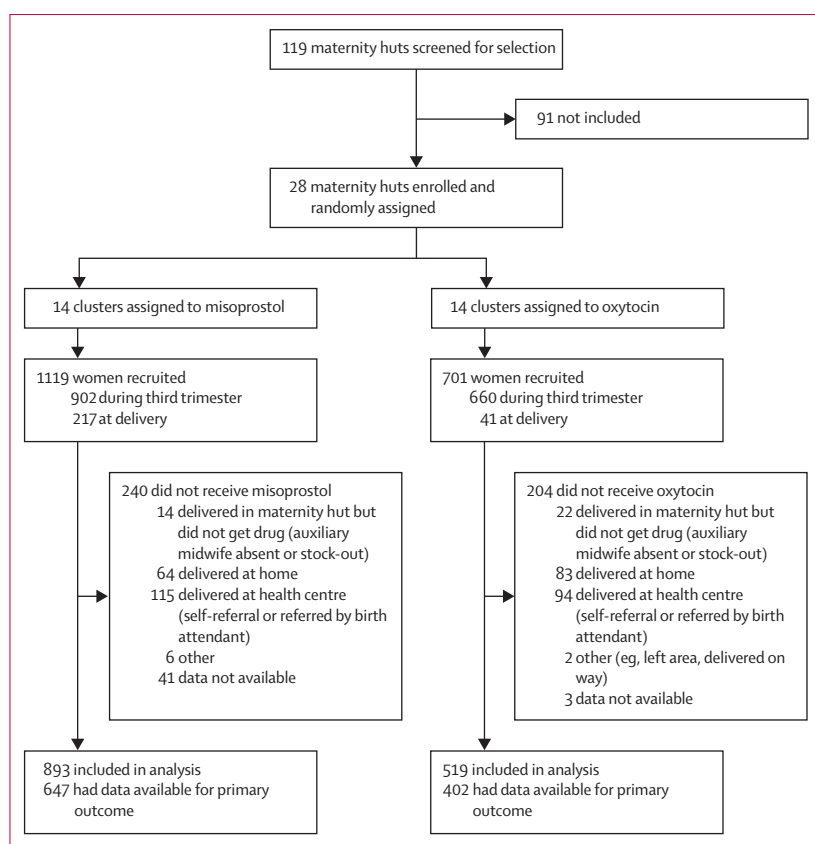 119 maternity huts screened for selection
91 not included
28 maternity huts enrolled and
randomly assigned
14 clusters assigned to misoprostol
14 clusters assigned to oxytocin
1119 women recruited
902 during third trimester
217 at delivery
701 women recruited
660 during third trimester
41 at delivery
240 did not receive misoprostol
14 delivered in maternity hut but
did not get drug (auxiliary
midwife absent or stock-out)
64 delivered at home
115 delivered at health centre
(self-referral or referred by birth
attendant)
6 other
41 data not available
204 did not receive oxytocin
22 delivered in maternity hut but
did not get drug (auxiliary
midwife absent or stock-out)
83 delivered at home
94 delivered at health centre
(self-referral or referred by birth
attendant)
2 other (eg, left area, delivered on
way)
3 data not available
893 included in analysis
647 had data available for primary
outcome
519 included in analysis
402 had data available for primary
outcome